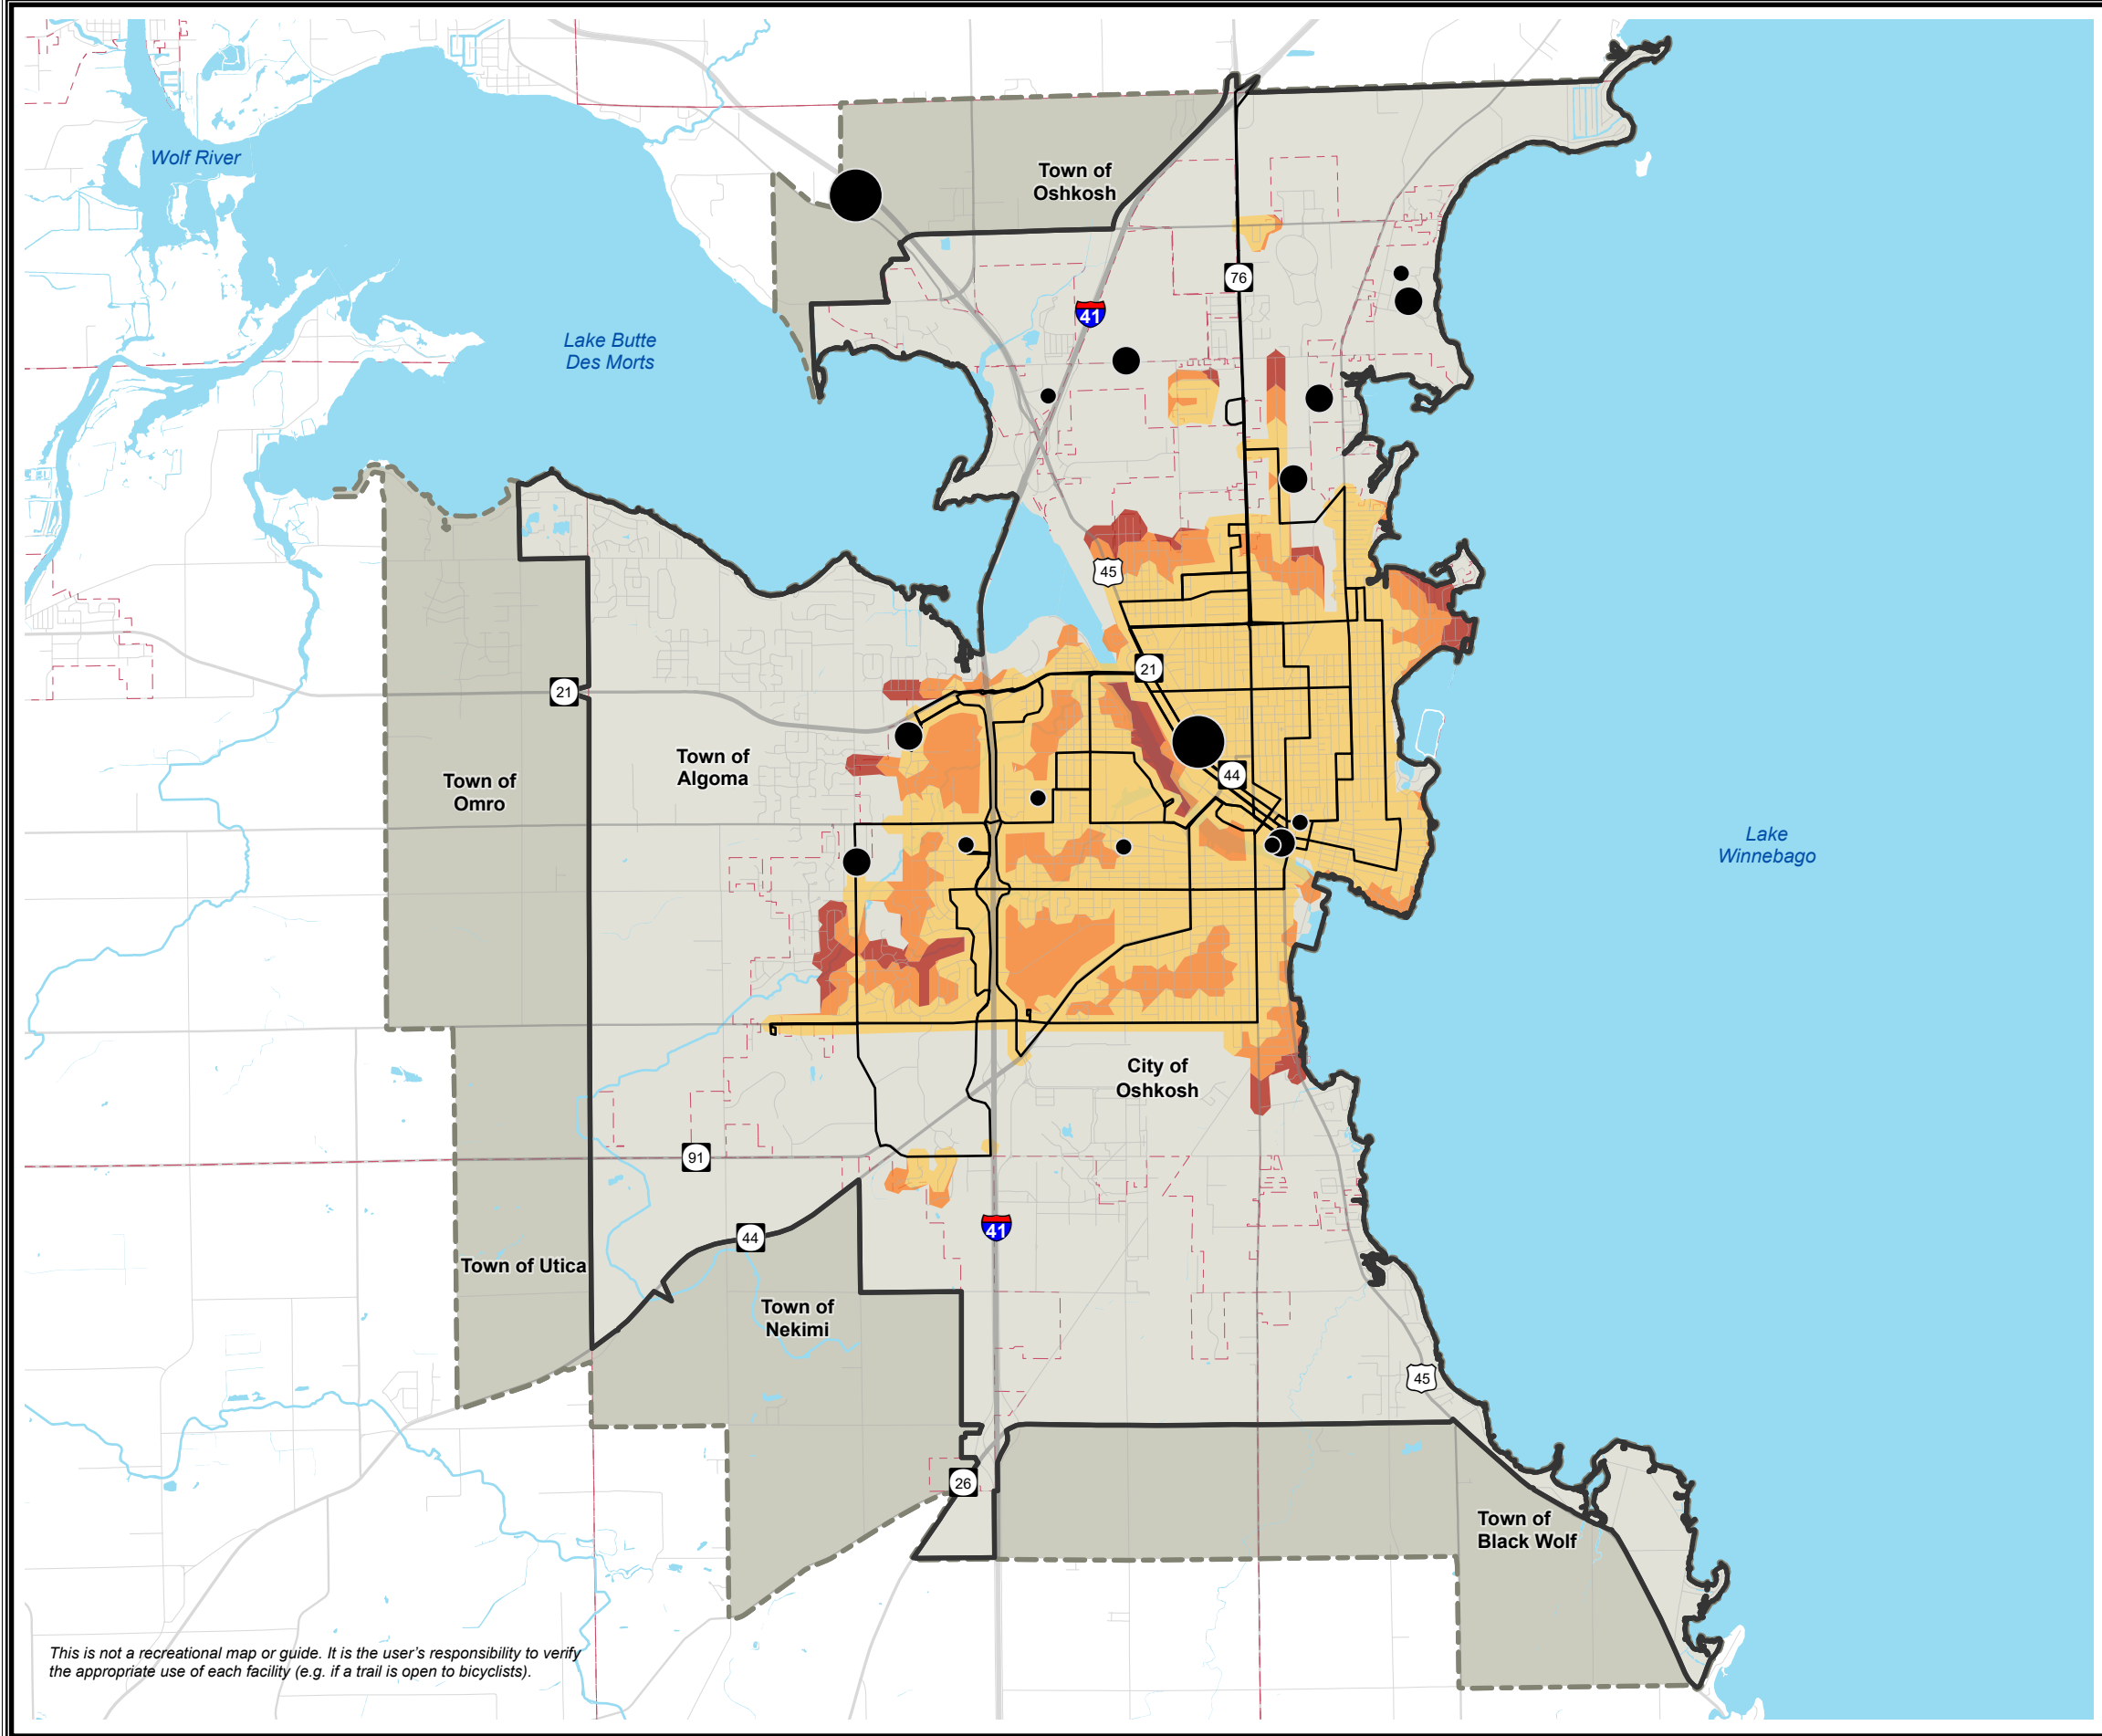 Wolf River
Town of
Oshkosh
76
41
Lake Butte
Des Morts
45
21
21
Town of
Algoma
44
Town of
Omro
Lake
Winnebago
City of
Oshkosh
91
41
44
Town of Utica
Town of
Nekimi
45
26
Town of
Black Wolf
This is not a recreational map or guide. It is the user's responsibility to verify
the appropriate use of each facility (e.g. if a trail is open to bicyclists).